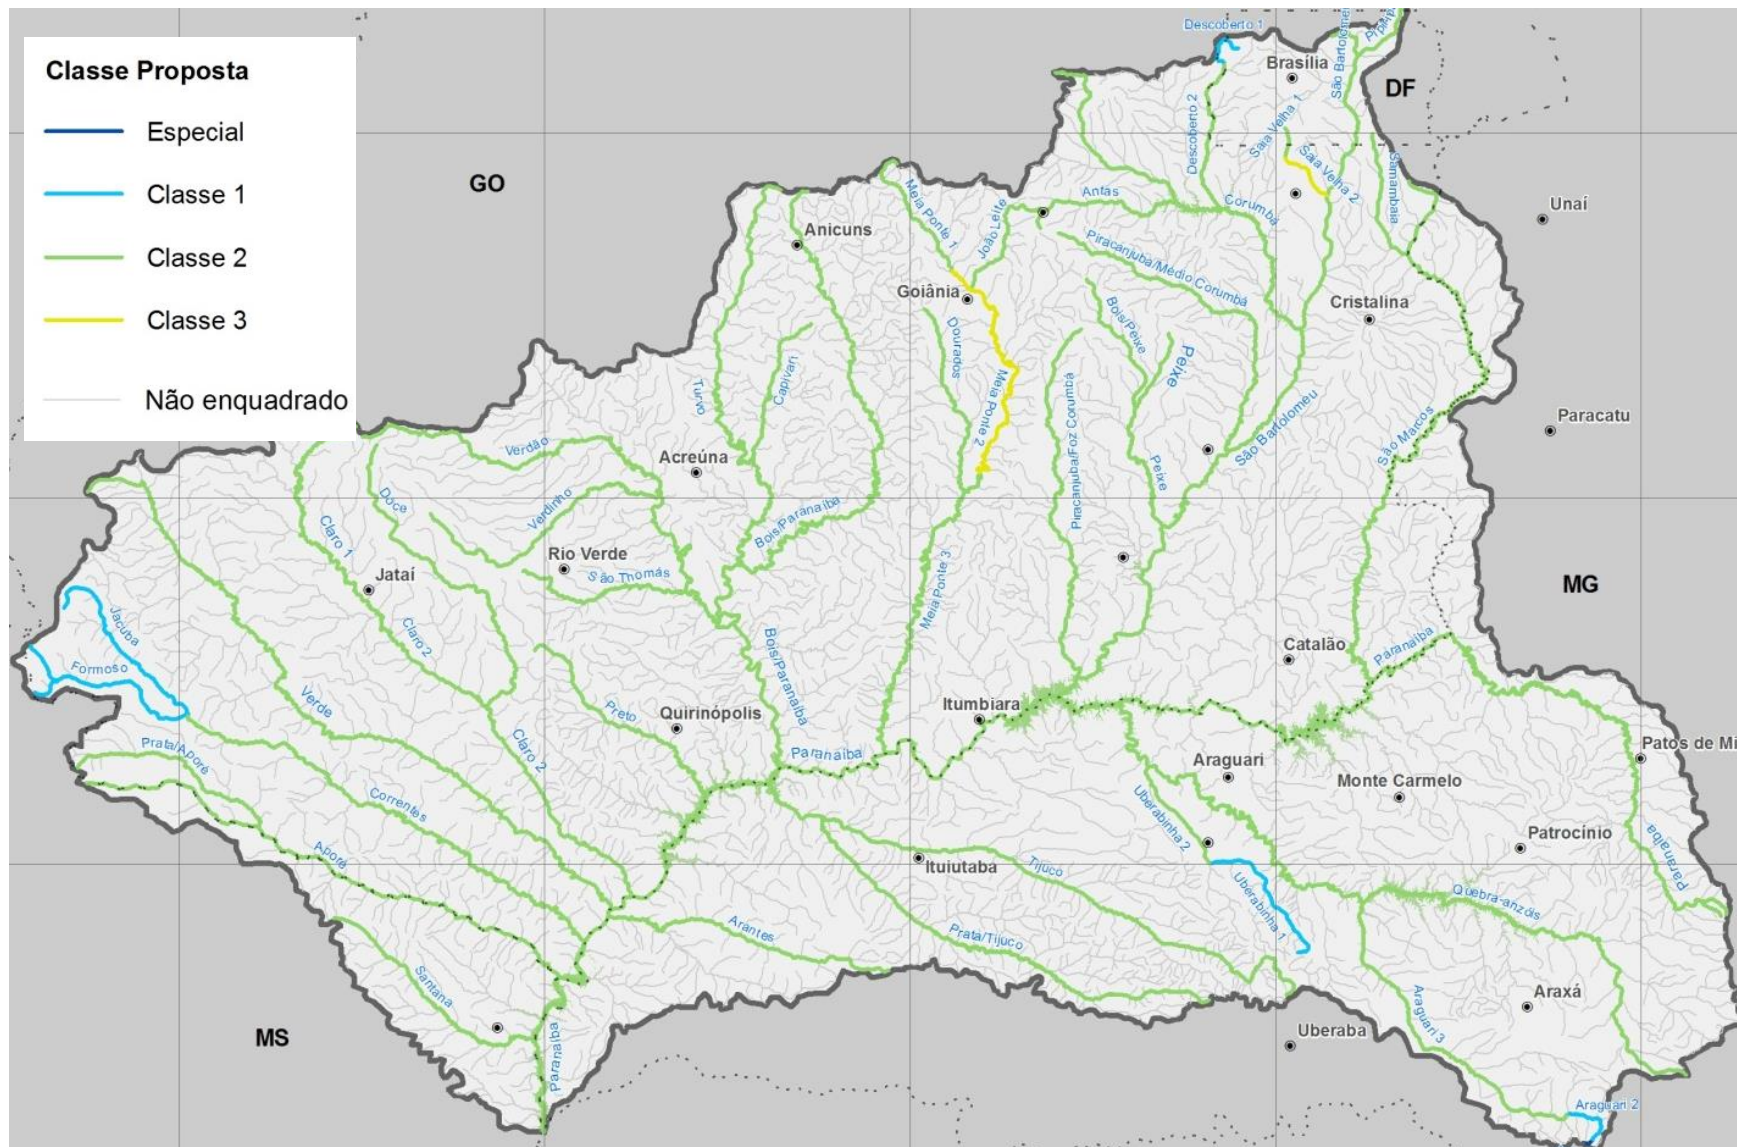 Classe Proposta
Especial
Classe 1
Classe 2
Classe 3
Não enquadrado
Descoberto 1
Brasília
São Bartolomeu
DF
Descoberto 2
Saia Velha 1
Saia Velha 2
Samambaia
GO
Antas
Corumbá
Unaí
Meia Ponte 1
João Leite
Anicuns
Piracanjuba/Médio Corumbá
Goiânia
Cristalina
Bois/Peixe
Dourados
Capivari
Turvo
Peixe
Meia Ponte 2
Piracanjuba/Foz Corumbá
São Bartolomeu
São Marcos
Paracatu
Verdão
Acreúna
Peixe
Doce
Verdinho
Bois/Paranaíba
Claro 1
Rio Verde
São Thomás
Jataí
Meia Ponte 3
MG
Jacuba
Claro 2
Formoso
Bois/Paranaíba
Catalão
Paranaíba
Verde
Preto
Quirinópolis
Itumbiara
Claro 2
Prata/Aporé
Paranaíba
Araguari
Patos de Mi
Monte Carmelo
Correntes
Uberabinha 2
Patrocínio
Aporé
Ituiutaba
Tijuco
Paranaíba
Uberabinha 1
Quebra-anzóis
Arantes
Prata/Tijuco
Santana
Araxá
Araguari 3
MS
Uberaba
Paranaíba
Araguari 2